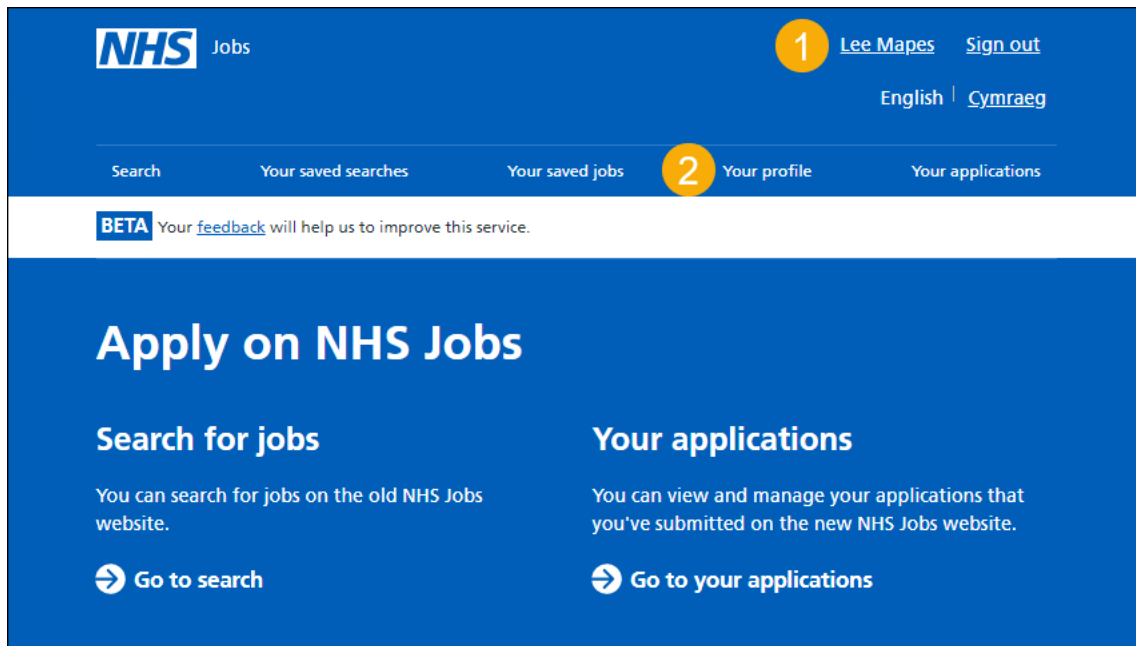 NHS Jobs 1 Lee Mapes Sign out
English Cymraeg
Search Your saved searches Your saved jobs 2 Your profile Your applications
BETA Your feedback will help us to improve this service.
Apply on NHS Jobs
Search for jobs
You can search for jobs on the old NHS Jobs
website.
Go to search
Your applications
You can view and manage your applications that
you've submitted on the new NHS Jobs website.
Go to your applications